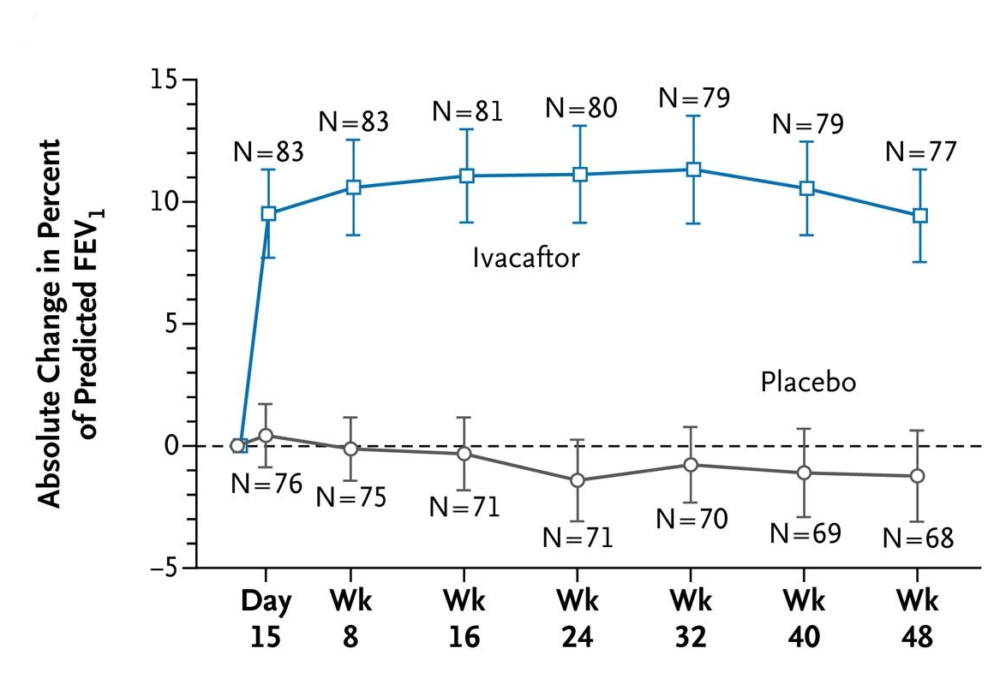 Absolute Change in Percent
of Predicted FEV1
15
10
5
0
–5
N=83
N=83
N=81
N=80
N=79
N=79
N=77
Ivacaftor
Placebo
N=76
N=75
N=71
N=71
N=70
N=69
N=68
Day
15
Wk
8
Wk
16
Wk
24
Wk
32
Wk
40
Wk
48